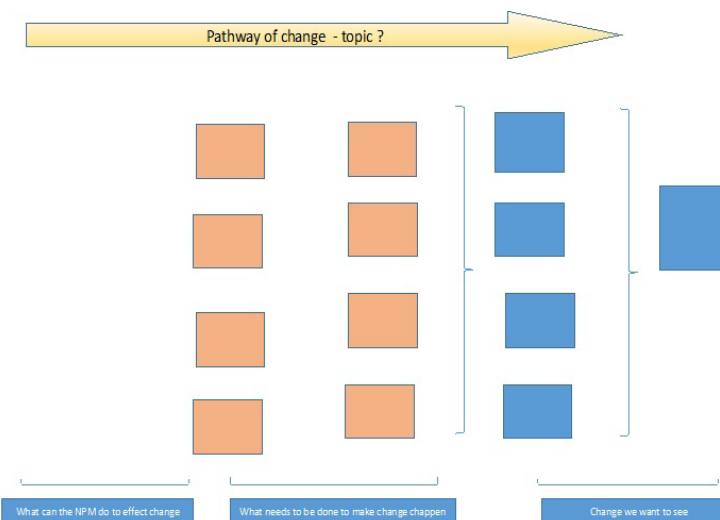 Pathway of change - topic ?
What can the NPM do to effect change
What needs to be done to make change chappen
Change we want to see